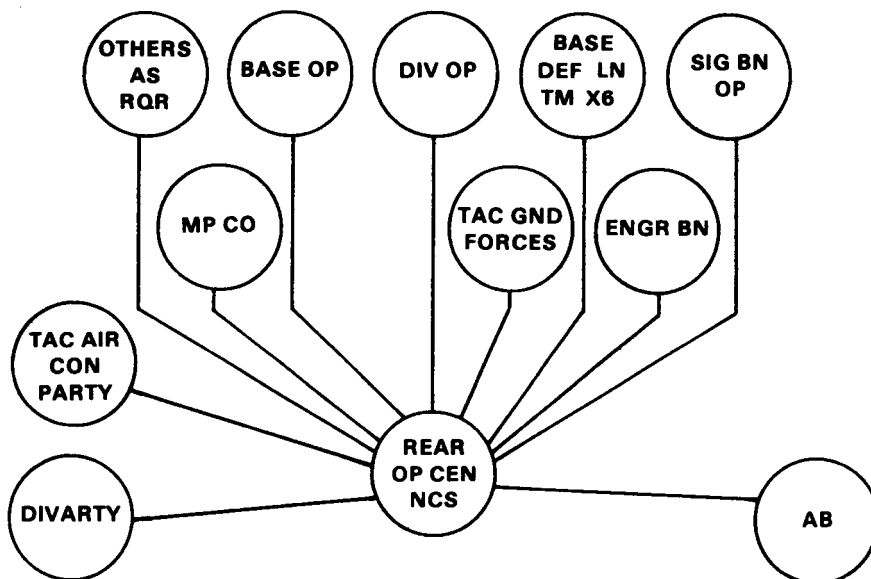 OTHERS
AS
RQR
BASE OP
DIV OP
BASE
DEF LN
TM X6
SIG BN
OP
MP CO
TAC GND
FORCES
ENGR BN
TAC AIR
CON
PARTY
REAR
OP CEN
NCS
DIVARTY
AB